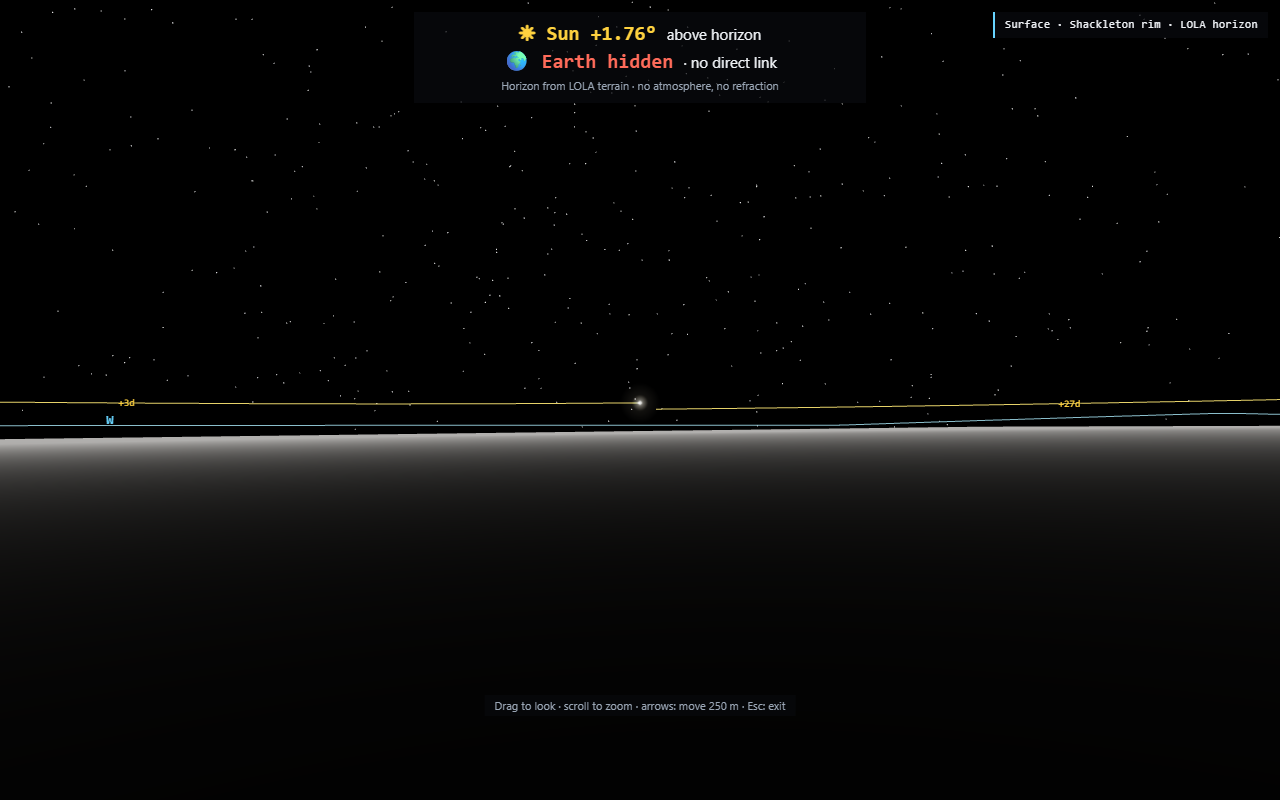 Sun +1.76° above horizon
Earth hidden · no direct link
Horizon from LOLA terrain · no atmosphere, no refraction
Surface · Shackleton rim · LOLA horizon
+3d
+27d
W
Drag to look · scroll to zoom · arrows: move 250 m · Esc: exit